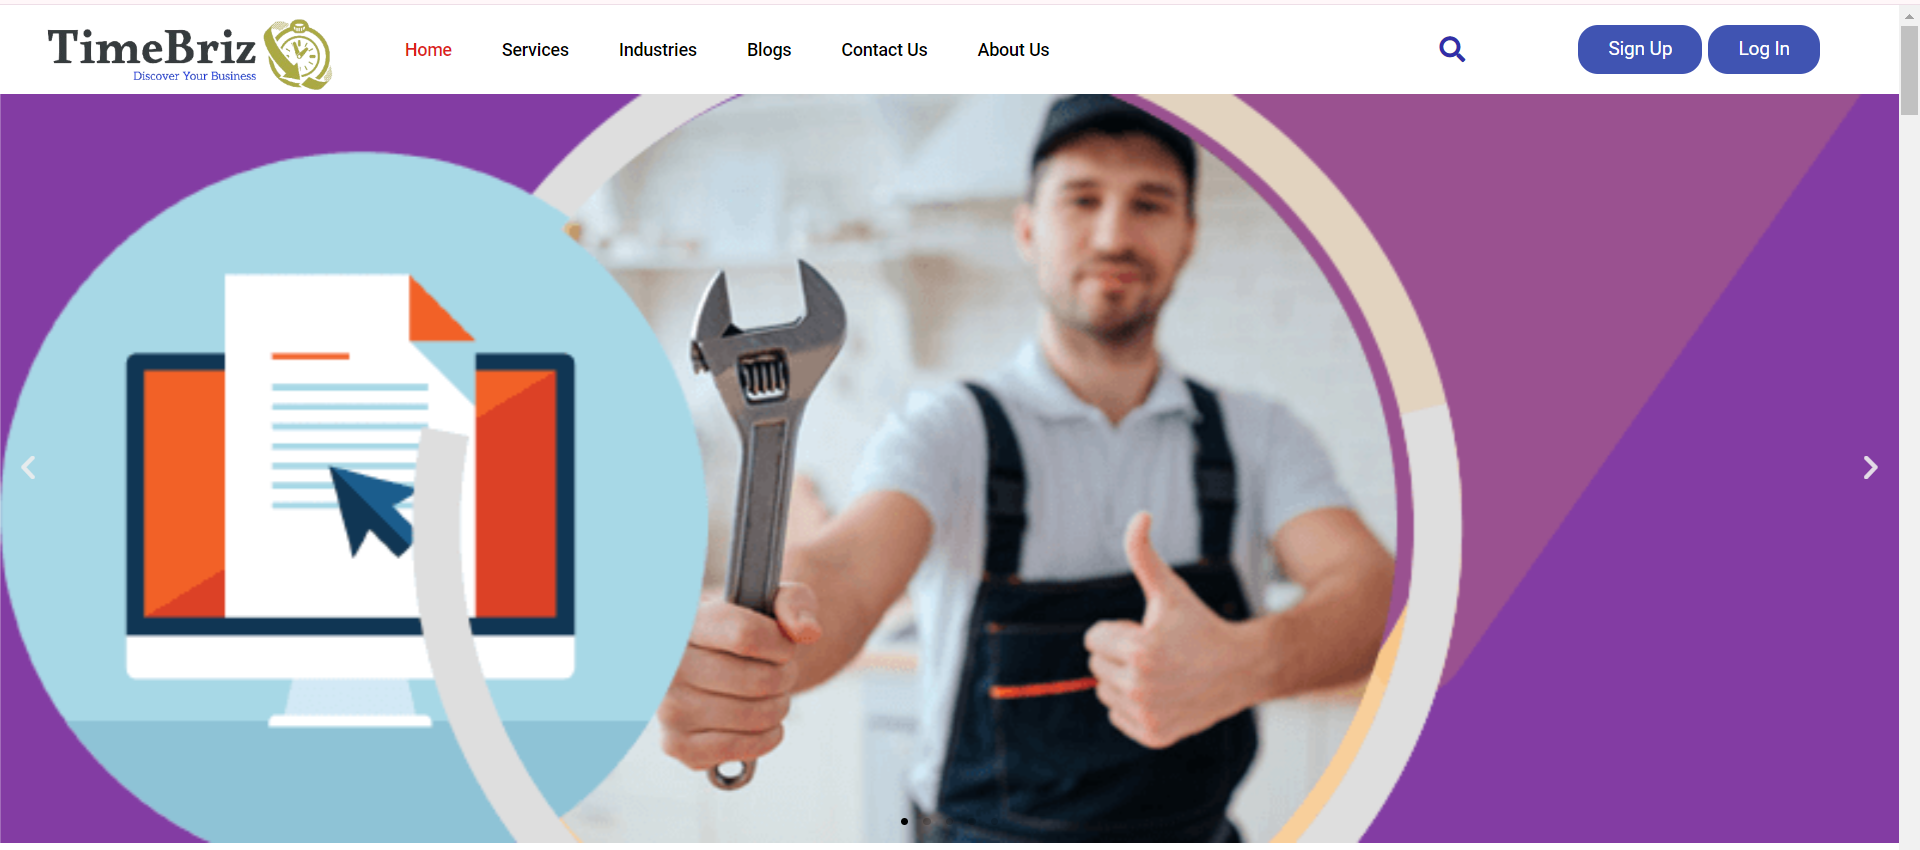 TimeBriz
Discover Your Business
Home Services Industries Blogs Contact Us About Us
Sign Up Log In